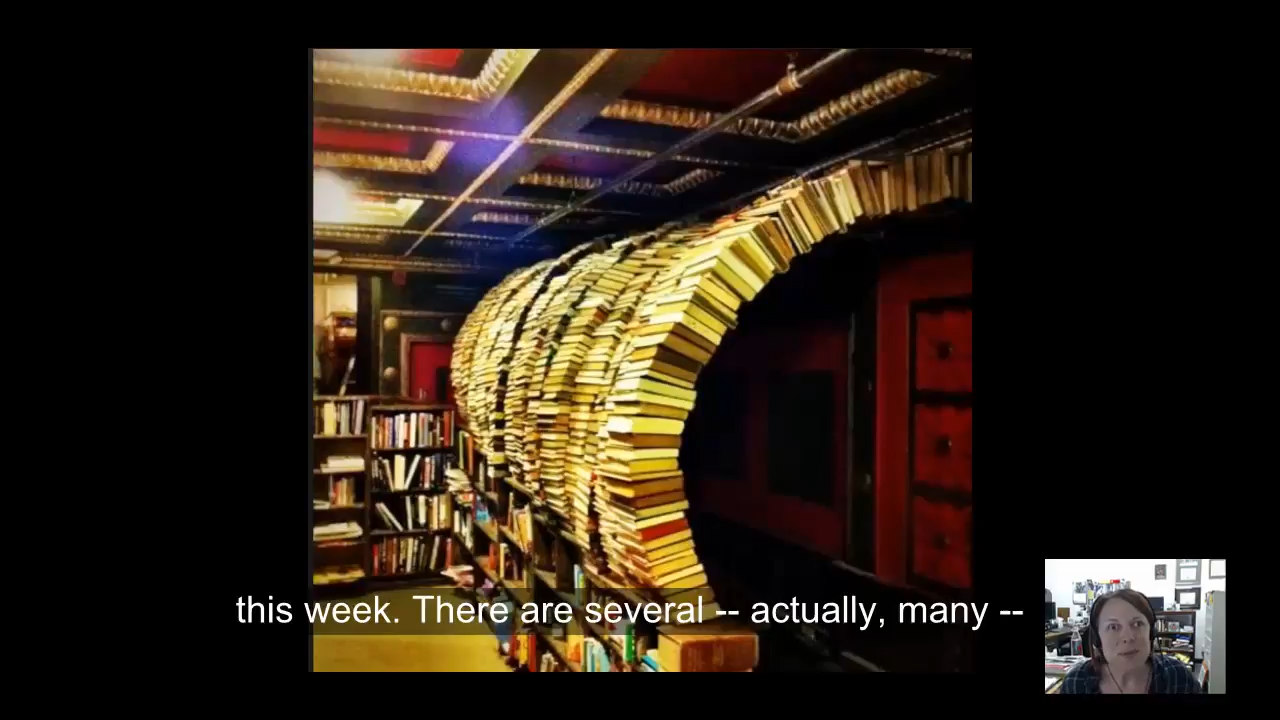 this week. There are several -- actually, many --